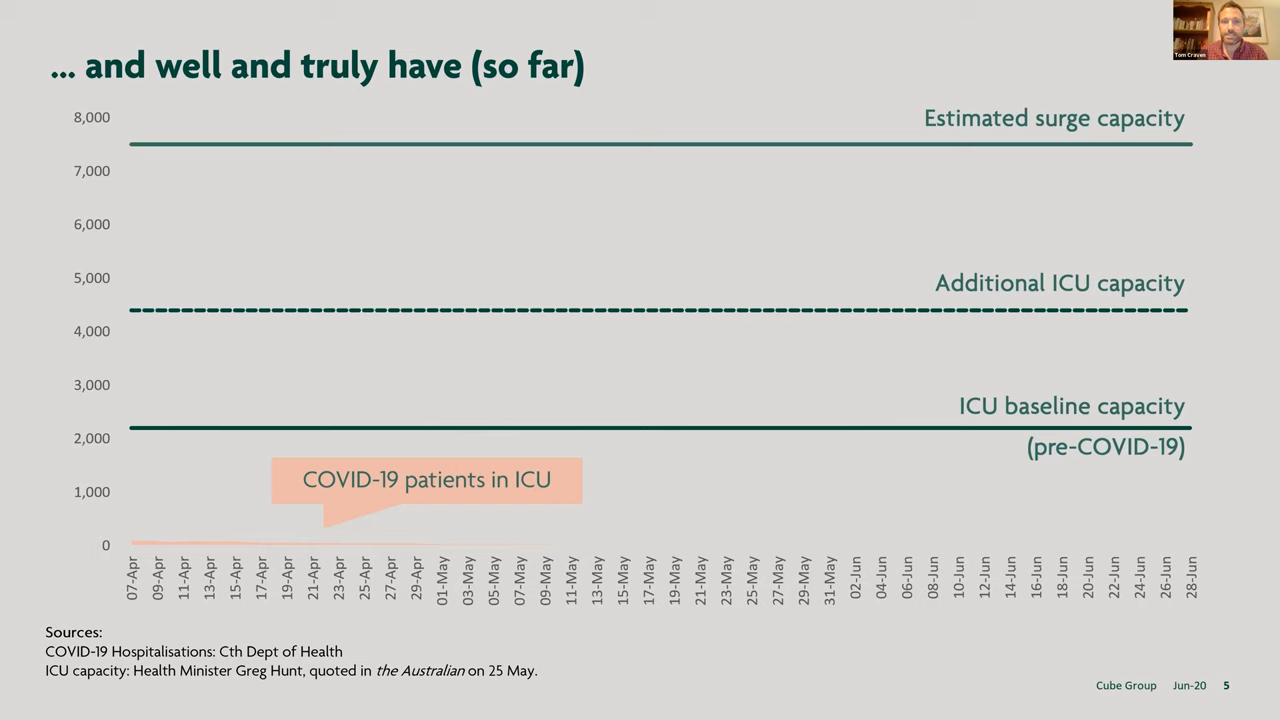 ... and well and truly have (so far)
Tom Craven
8,000
Estimated surge capacity
7,000
6,000
5,000
Additional ICU capacity
4,000
3,000
ICU baseline capacity
2,000
(pre-COVID-19)
COVID-19 patients in ICU
1,000
0
07-Apr
09-Apr
11-Apr
13-Apr
15-Apr
17-Apr
19-Apr
21-Apr
23-Apr
25-Apr
27-Apr
29-Apr
01-May
03-May
05-May
07-May
09-May
11-May
13-May
15-May
17-May
19-May
21-May
23-May
25-May
27-May
29-May
31-May
02-Jun
04-Jun
06-Jun
08-Jun
10-Jun
12-Jun
14-Jun
16-Jun
18-Jun
20-Jun
22-Jun
24-Jun
26-Jun
28-Jun
Sources:
COVID-19 Hospitalisations: Cth Dept of Health
ICU capacity: Health Minister Greg Hunt, quoted in the Australian on 25 May.
Cube Group Jun-20 5